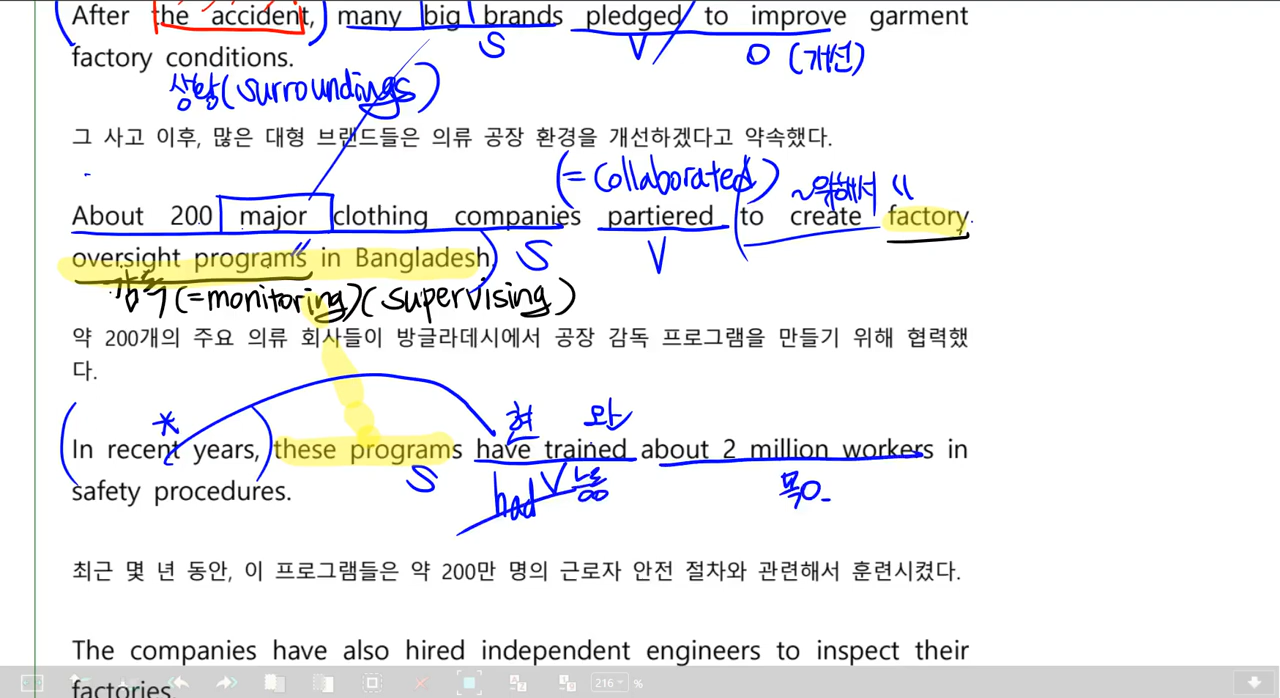 After the accident, many big brands pledged to improve garment
S V O (개선)
factory conditions.
상황(surroundings)
그 사고 이후, 많은 대형 브랜드들은 의류 공장 환경을 개선하겠다고 약속했다.
(= collaborated) ~위해서
About 200 major clothing companies partiered to create factory
S V
oversight programs in Bangladesh,
감독 (=monitoring)(supervising)
약 200개의 주요 의류 회사들이 방글라데시에서 공장 감독 프로그램을 만들기 위해 협력했
다.
* 현 완
In recent years, these programs have trained about 2 million workers in
S had V 능 목O
safety procedures.
최근 몇 년 동안, 이 프로그램들은 약 200만 명의 근로자 안전 절차와 관련해서 훈련시켰다.
The companies have also hired independent engineers to inspect their
factories.
216 %